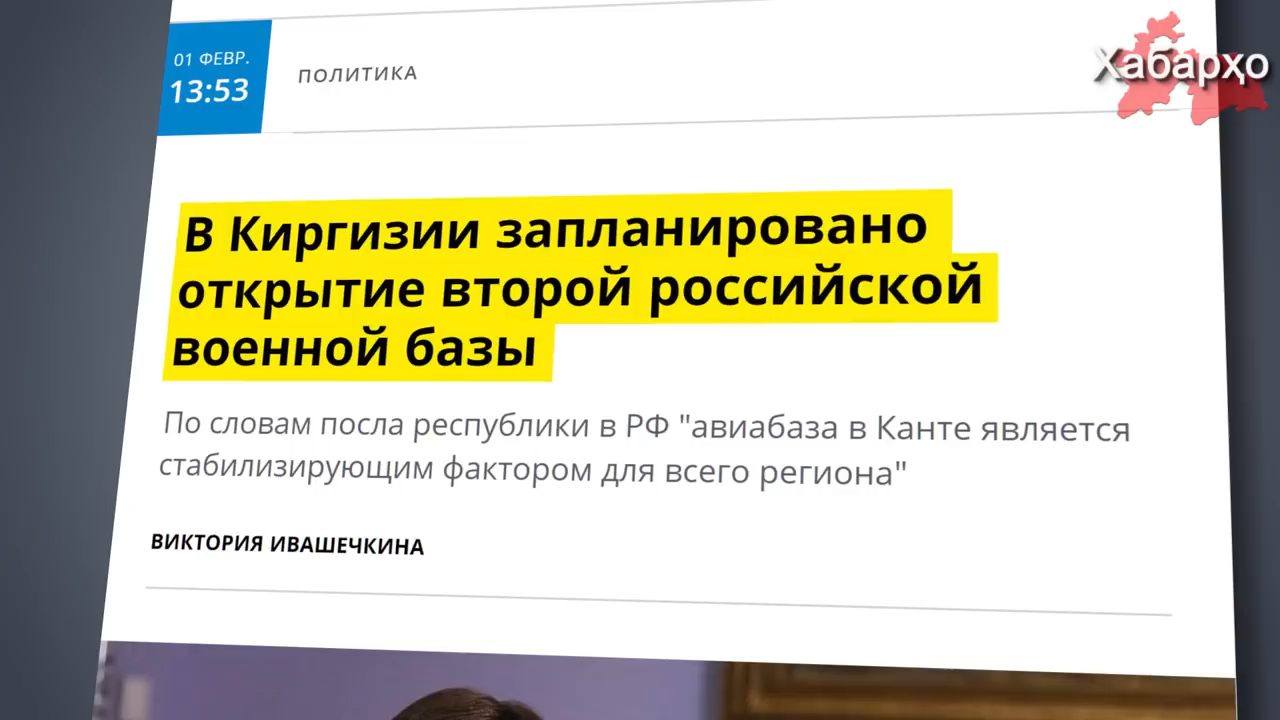 01 ФЕВР.
13:53
ПОЛИТИКА
Хабарҳо
В Киргизии запланировано
открытие второй российской
военной базы
По словам посла республики в РФ "авиабаза в Канте является
стабилизирующим фактором для всего региона"
ВИКТОРИЯ ИВАШЕЧКИНА